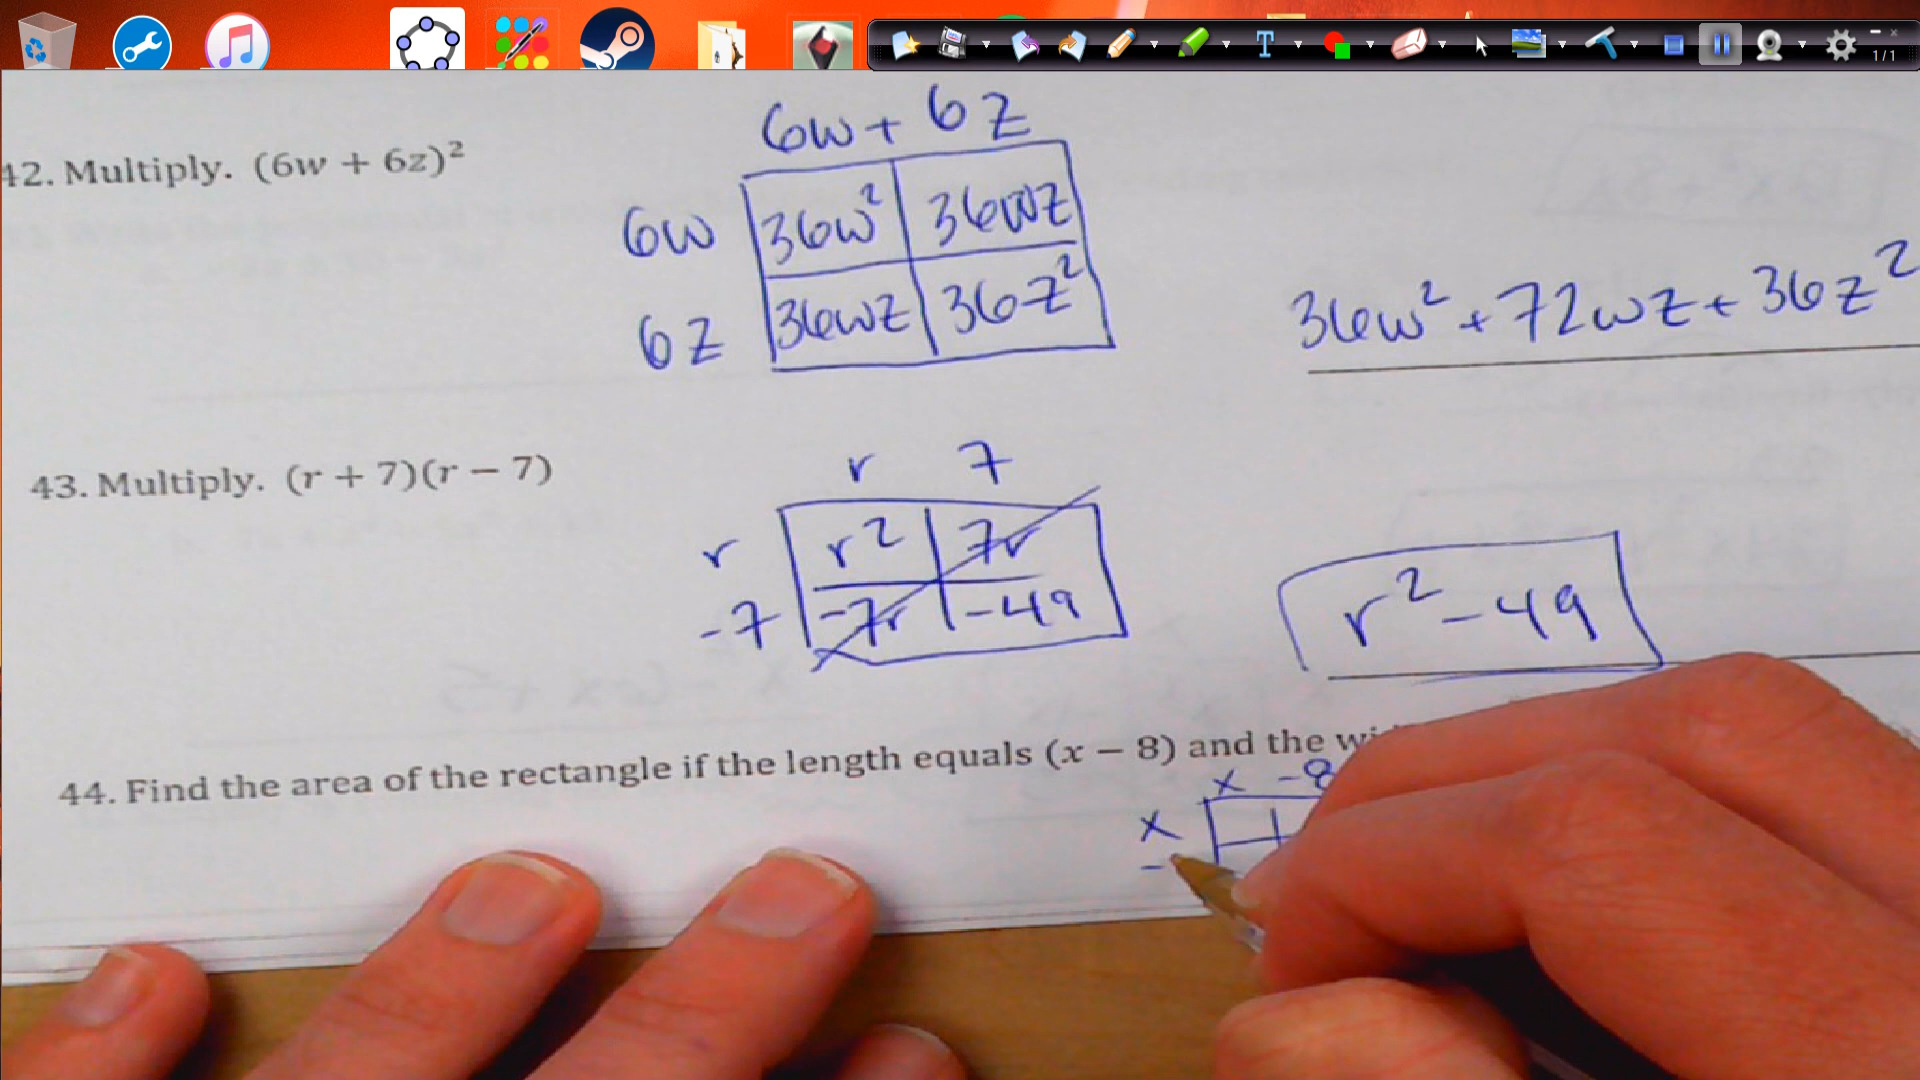 1/1
6w + 6z
42. Multiply. (6w + 6z)²
6w 36w² 36wz
6z 36wz 36z²
36w² + 72wz + 36z²
r 7
43. Multiply. (r + 7)(r − 7)
r r² 7r
-7 -7r -49
r² - 49
44. Find the area of the rectangle if the length equals (x − 8) and the
x -8
x
-